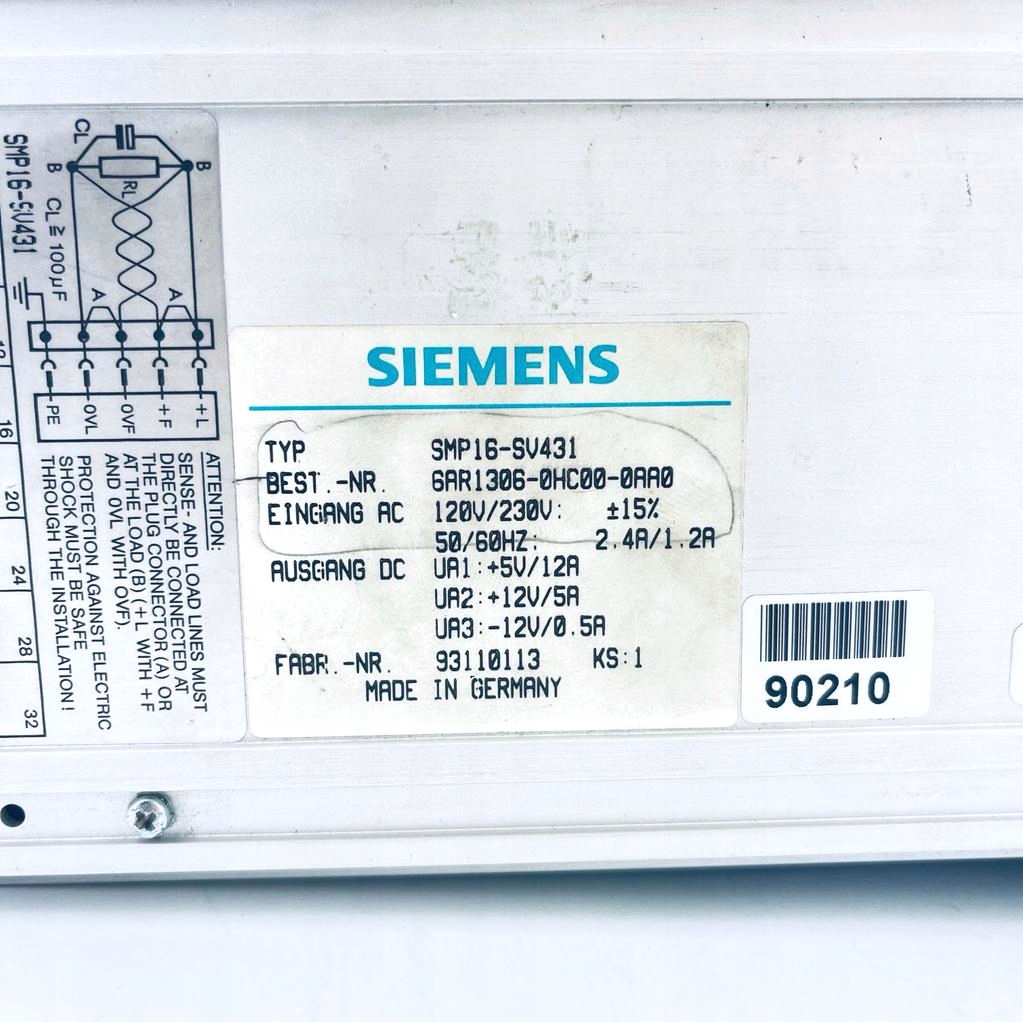 SIEMENS
TYP SMP16-SV431
BEST.-NR. 6AR1306-0HC00-0AA0
EINGANG AC 120V/230V: ±15%
50/60HZ: 2.4A/1.2A
AUSGANG DC UA1:+5V/12A
UA2:+12V/5A
UA3:-12V/0.5A
FABR.-NR. 93110113 KS:1
MADE IN GERMANY
90210
SMP16-SV431
CL ≧ 100µF
CL
RL
B
B
A
A
+L
+F
0VF
0VL
PE
ATTENTION:
SENSE- AND LOAD LINES MUST
DIRECTLY BE CONNECTED AT
THE PLUG CONNECTOR (A) OR
AT THE LOAD (B) (+L WITH +F
AND 0VL WITH 0VF).
PROTECTION AGAINST ELECTRIC
SHOCK MUST BE SAFE
THROUGH THE INSTALLATION!
16
20
24
28
32